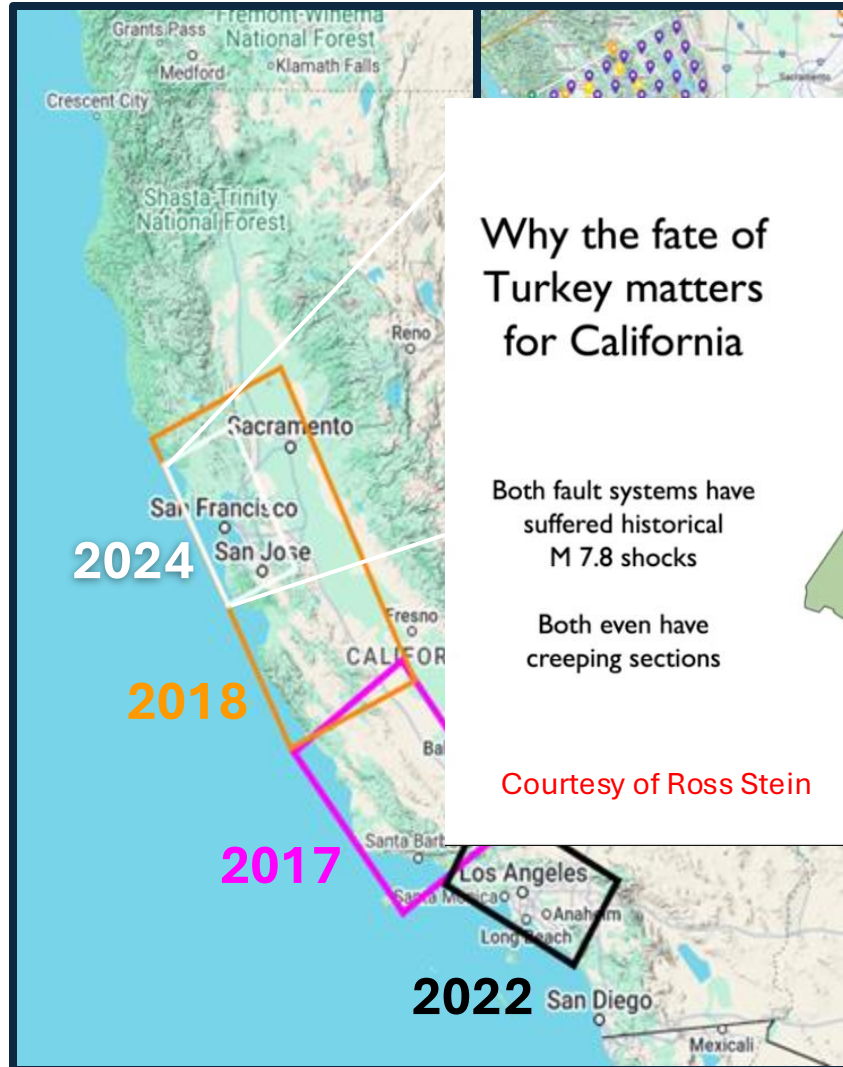 Fremont-Winema
National Forest
Grants Pass
Medford
Klamath Falls
Crescent City
Sacramento
Shasta-Trinity
National Forest
Reno
Sacramento
San Francisco
San Jose
2024
Fresno
CALIFOR
2018
Ba
Santa Barb
2017
Los Angeles
Santa Monica
Anaheim
Long Beach
2022
San Diego
Mexicali
Why the fate of
Turkey matters
for California
Both fault systems have
suffered historical
M 7.8 shocks
Both even have
creeping sections
Courtesy of Ross Stein